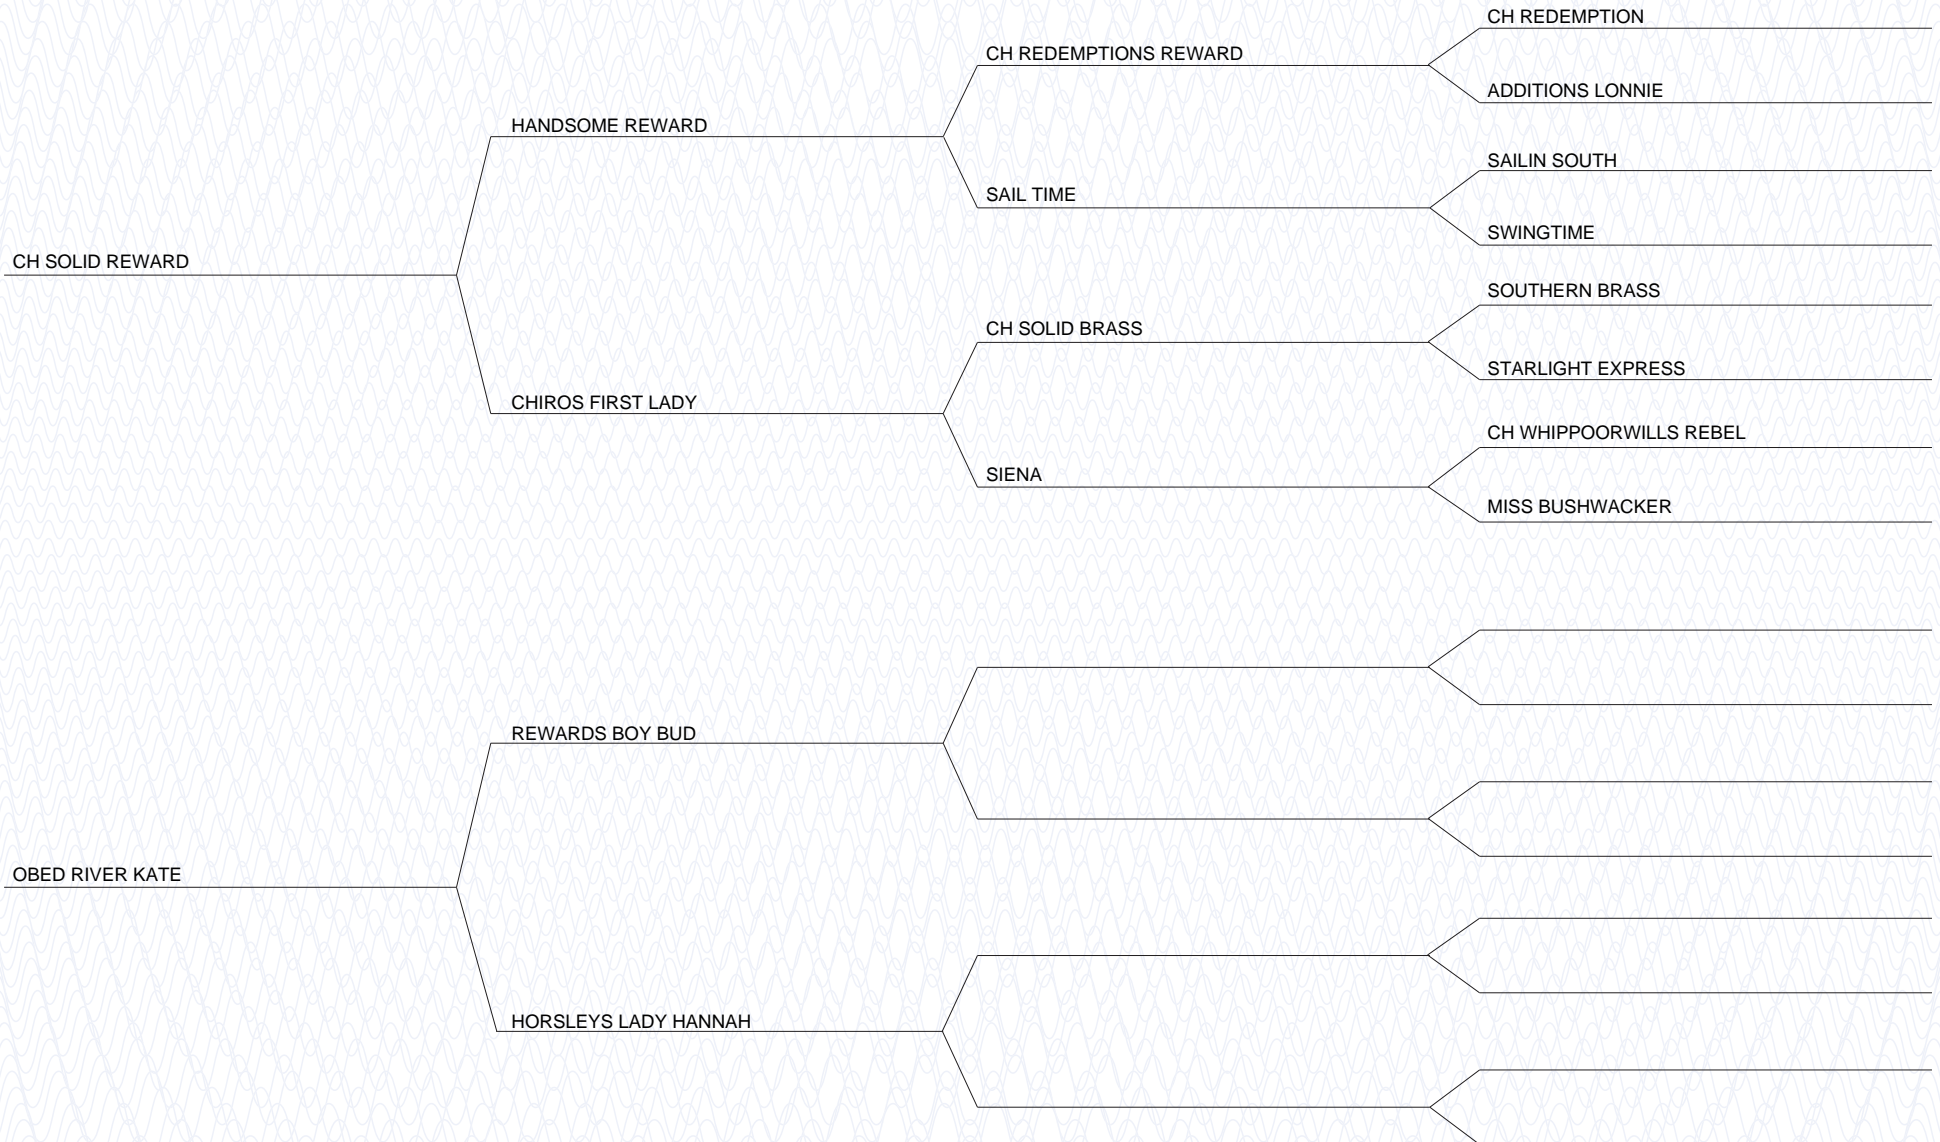 CH REDEMPTION
CH REDEMPTIONS REWARD
ADDITIONS LONNIE
HANDSOME REWARD
SAILIN SOUTH
SAIL TIME
SWINGTIME
CH SOLID REWARD
SOUTHERN BRASS
CH SOLID BRASS
STARLIGHT EXPRESS
CHIROS FIRST LADY
CH WHIPPOORWILLS REBEL
SIENA
MISS BUSHWACKER
REWARDS BOY BUD
OBED RIVER KATE
HORSLEYS LADY HANNAH